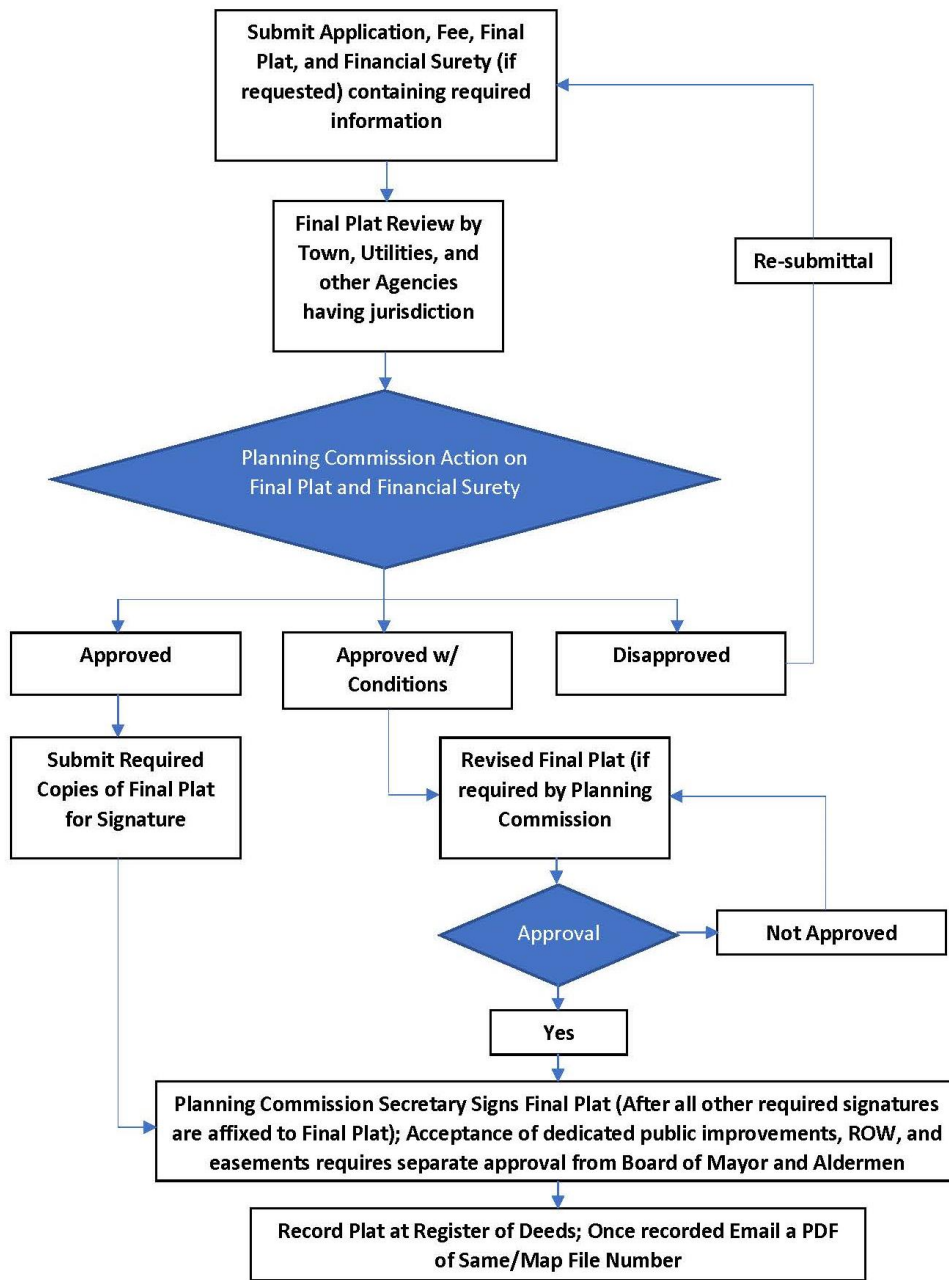 Submit Application, Fee, Final
Plat, and Financial Surety (if
requested) containing required
information
Final Plat Review by
Town, Utilities, and
other Agencies
having jurisdiction
Re-submittal
Planning Commission Action on
Final Plat and Financial Surety
Approved
Approved w/
Conditions
Disapproved
Submit Required
Copies of Final Plat
for Signature
Revised Final Plat (if
required by Planning
Commission
Approval
Not Approved
Yes
Planning Commission Secretary Signs Final Plat (After all other required signatures
are affixed to Final Plat); Acceptance of dedicated public improvements, ROW, and
easements requires separate approval from Board of Mayor and Aldermen
Record Plat at Register of Deeds; Once recorded Email a PDF
of Same/Map File Number